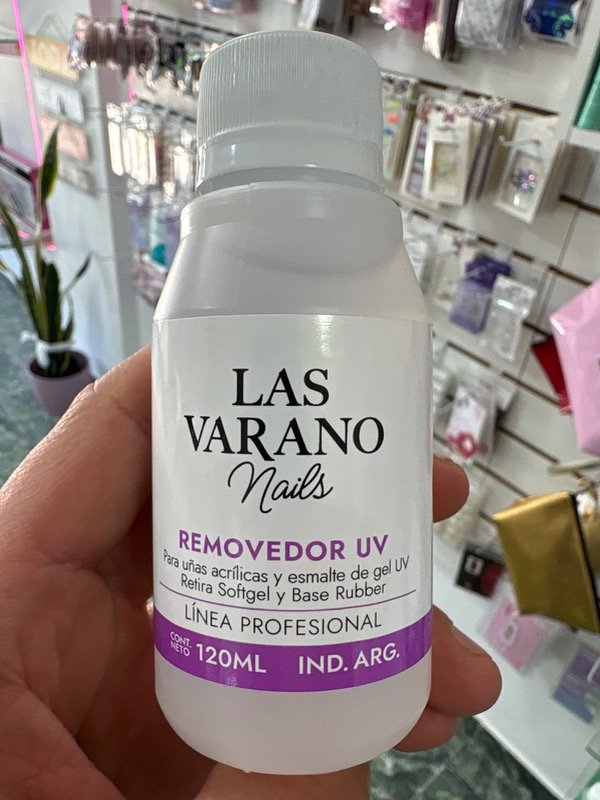 LAS
VARANO
Nails
REMOVEDOR UV
Para uñas acrílicas y esmalte de gel UV
Retira Softgel y Base Rubber
LÍNEA PROFESIONAL
CONT.
NETO 120ML IND. ARG.